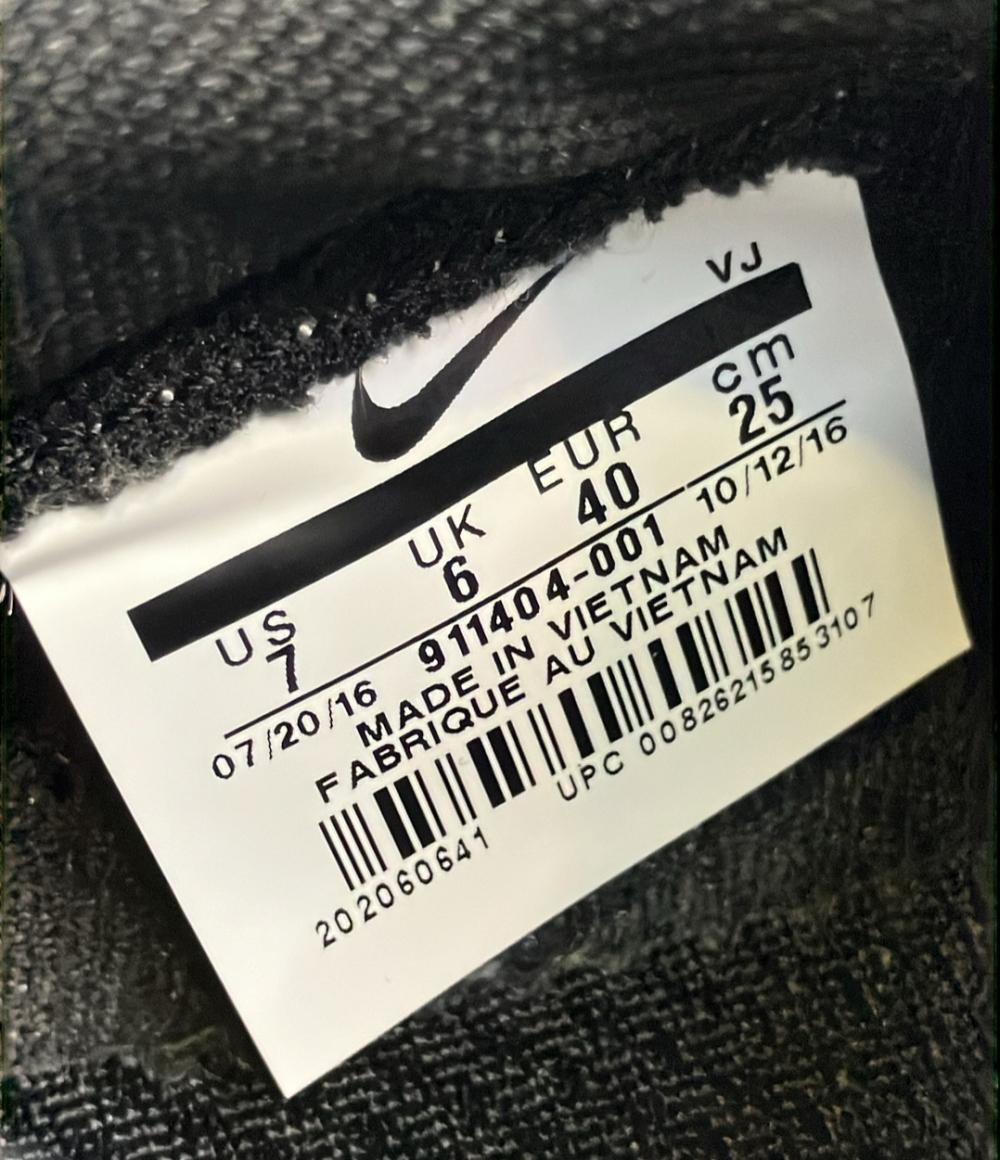 VJ
US UK EUR cm
7 6 40 25
07/20/16 911404-001 10/12/16
MADE IN VIETNAM
FABRIQUE AU VIETNAM
202060641 UPC 00826215853107